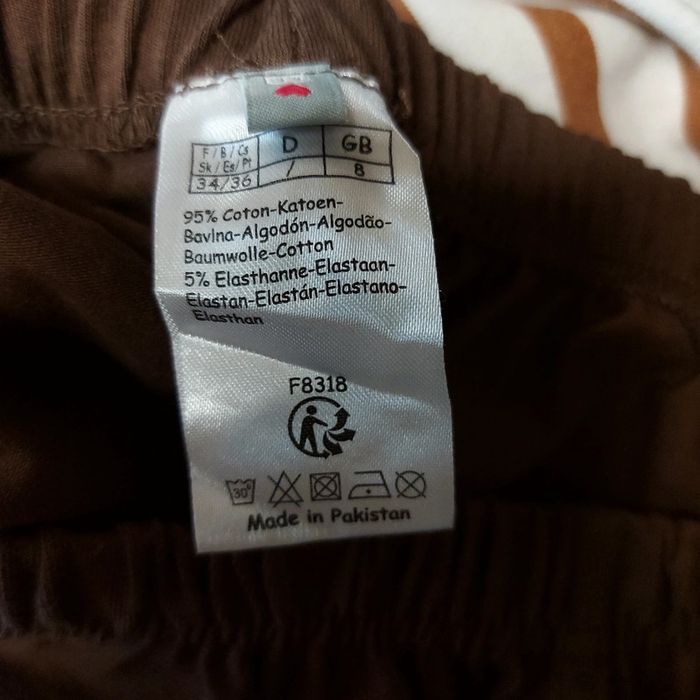 F/B/Cs D GB
Sk/Es/Pt / 8
34/36
95% Coton-Katoen-
Bavlna-Algodón-Algodão-
Baumwolle-Cotton
5% Elasthanne-Elastaan-
Elastan-Elastán-Elastano-
Elasthan
F8318
30°
Made in Pakistan